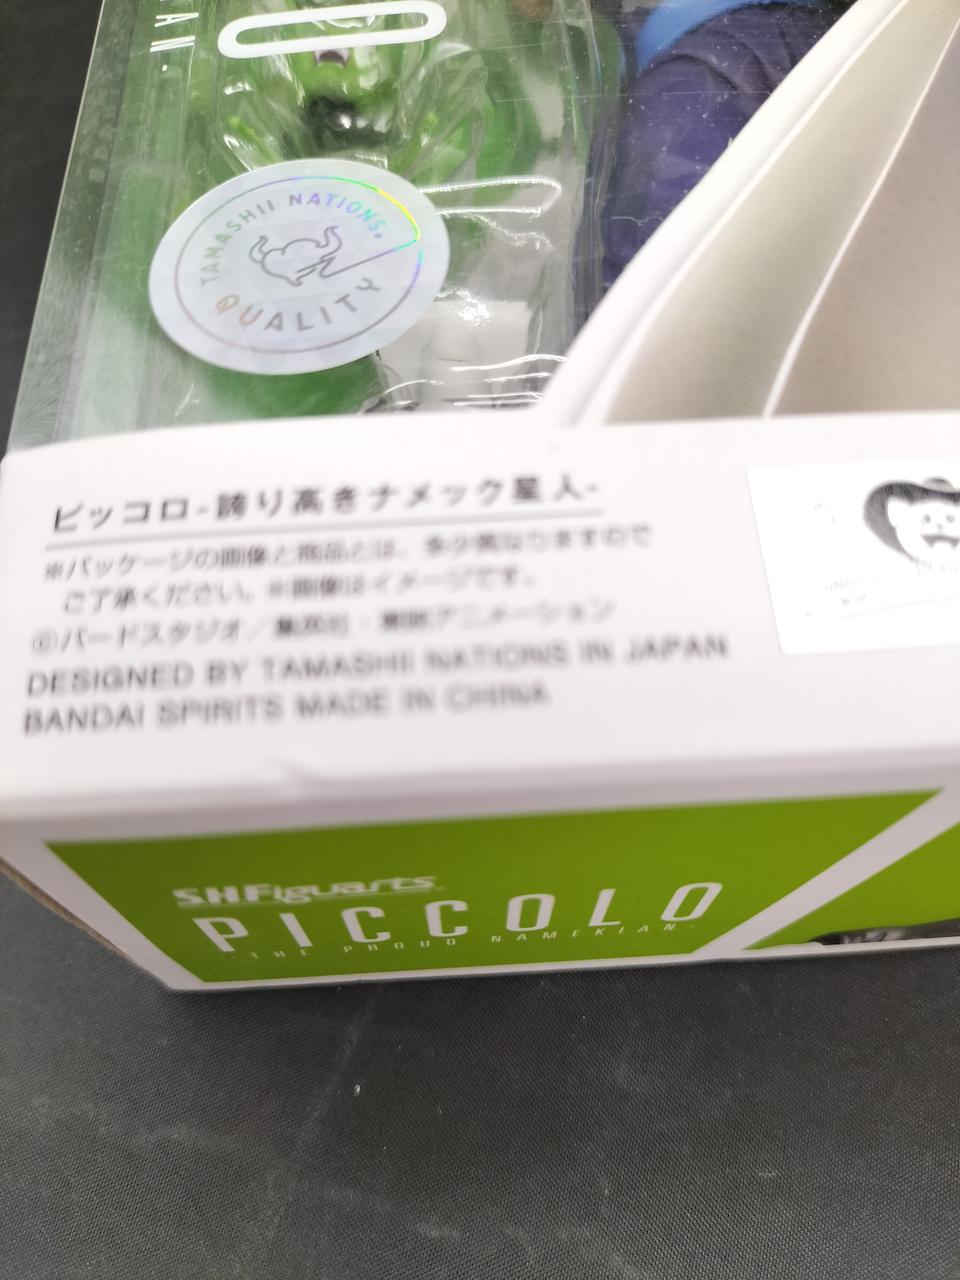 AN-
O
TAMASHII NATIONS
QUALITY
ピッコロ-誇り高きナメック星人-
※パッケージの画像と商品とは、多少異なりますので
ご了承ください。※画像はイメージです。
©バードスタジオ／集英社・東映アニメーション
DESIGNED BY TAMASHII NATIONS IN JAPAN
BANDAI SPIRITS MADE IN CHINA
S.H.Figuarts
PICCOLO
-THE PROUD NAMEKIAN-